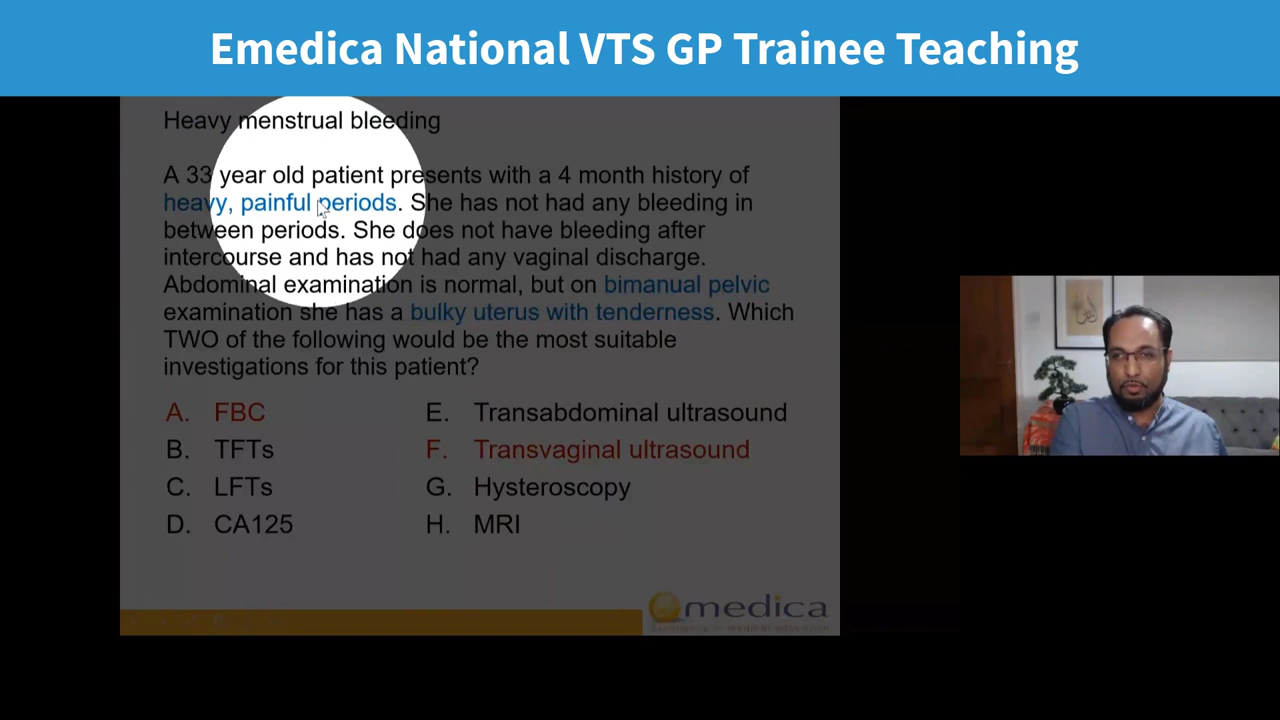 Emedica National VTS GP Trainee Teaching
Heavy menstrual bleeding
A 33 year old patient presents with a 4 month history of
heavy, painful periods. She has not had any bleeding in
between periods. She does not have bleeding after
intercourse and has not had any vaginal discharge.
Abdominal examination is normal, but on bimanual pelvic
examination she has a bulky uterus with tenderness. Which
TWO of the following would be the most suitable
investigations for this patient?
A. FBC
B. TFTs
C. LFTs
D. CA125
E. Transabdominal ultrasound
F. Transvaginal ultrasound
G. Hysteroscopy
H. MRI
emedica